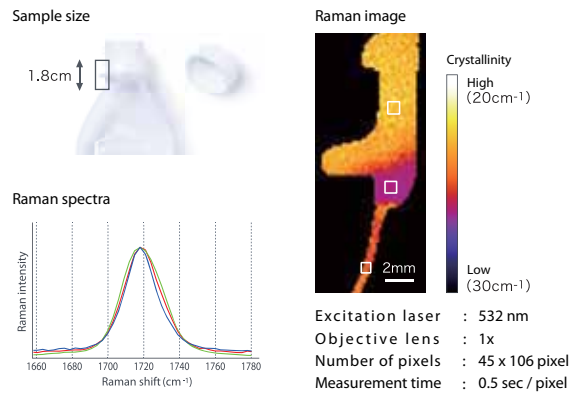 Sample size
1.8cm
Raman spectra
Raman intensity
1660 1680 1700 1720 1740 1760 1780
Raman shift (cm-1)
Raman image
Crystallinity
High
(20cm-1)
Low
(30cm-1)
2mm
Excitation laser : 532 nm
Objective lens : 1x
Number of pixels : 45 x 106 pixel
Measurement time : 0.5 sec / pixel